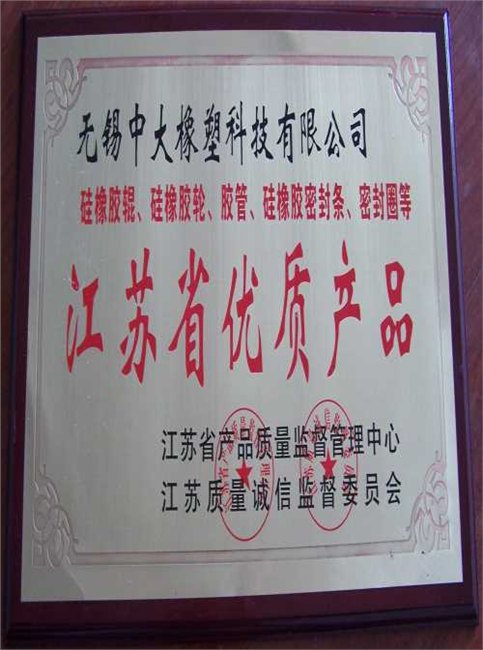 无锡中大橡塑科技有限公司
硅橡胶辊、硅橡胶轮、胶管、硅橡胶密封条、密封圈等
江苏省优质产品
江苏省产品质量监督管理中心
江苏质量诚信监督委员会